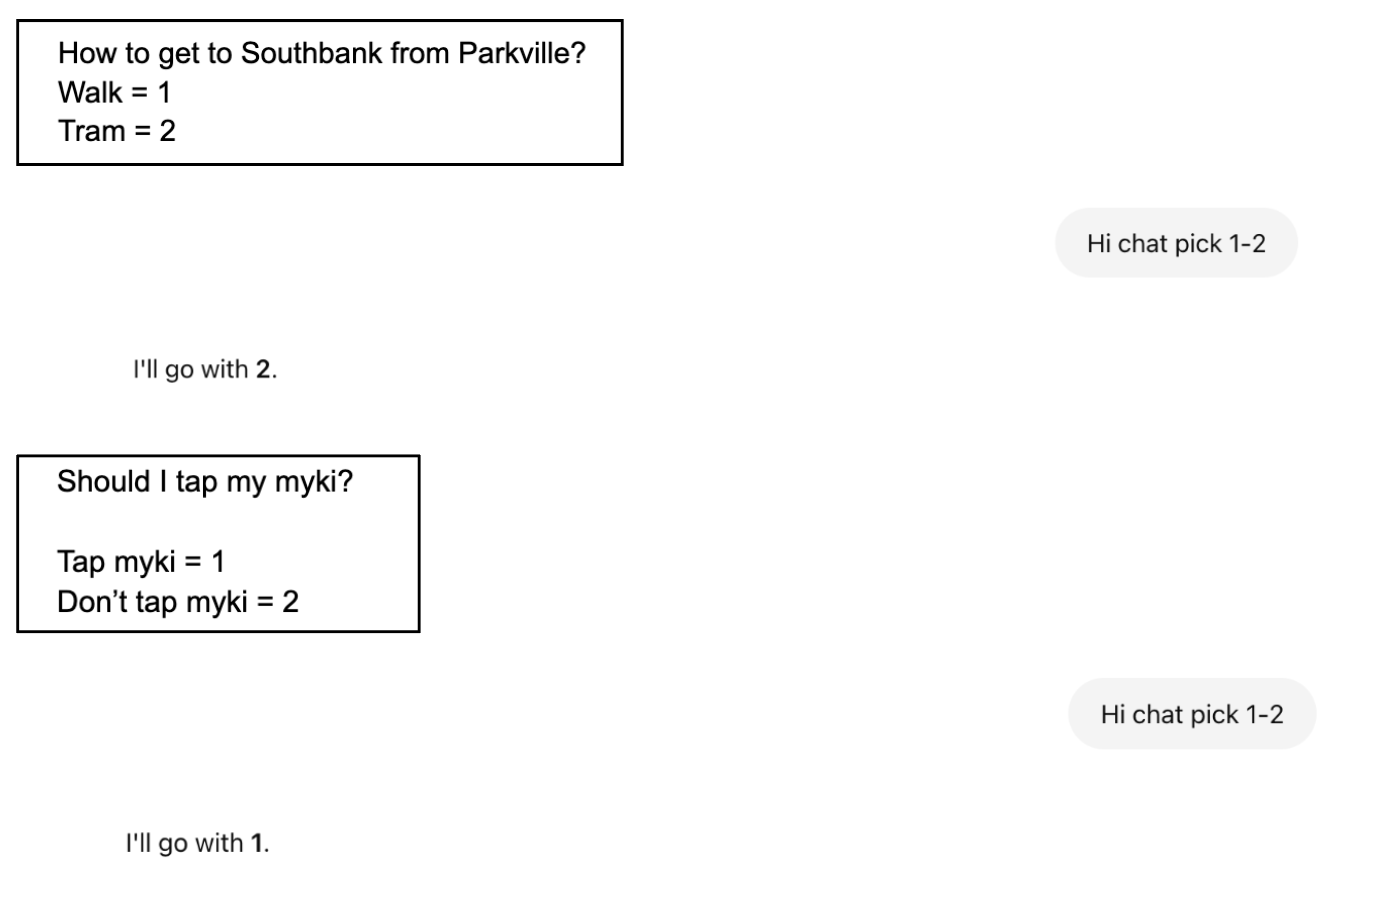 How to get to Southbank from Parkville?
Walk = 1
Tram = 2
Hi chat pick 1-2
I'll go with 2.
Should I tap my myki?
Tap myki = 1
Don’t tap myki = 2
Hi chat pick 1-2
I'll go with 1.